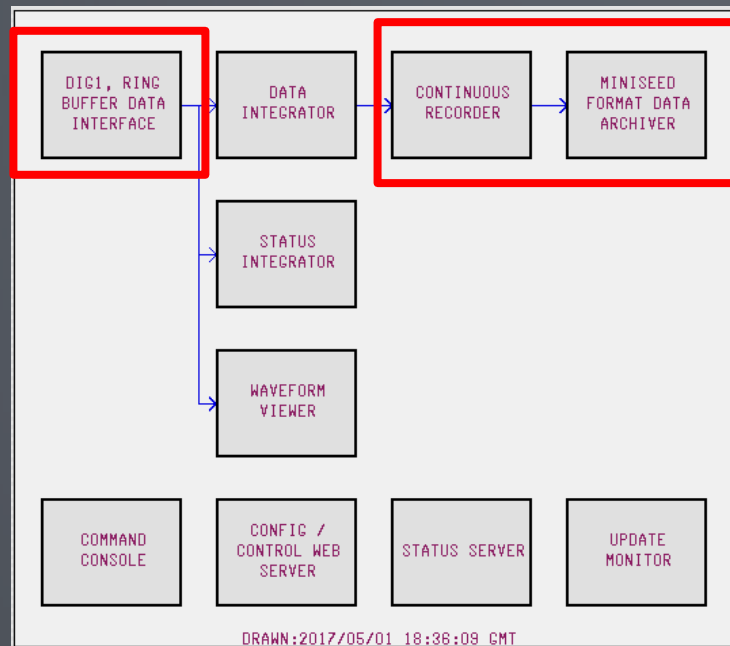 DIG1, RING
BUFFER DATA
INTERFACE
DATA
INTEGRATOR
CONTINUOUS
RECORDER
MINISEED
FORMAT DATA
ARCHIVER
STATUS
INTEGRATOR
WAVEFORM
VIEWER
COMMAND
CONSOLE
CONFIG /
CONTROL WEB
SERVER
STATUS SERVER
UPDATE
MONITOR
DRAWN:2017/05/01 18:36:09 GMT